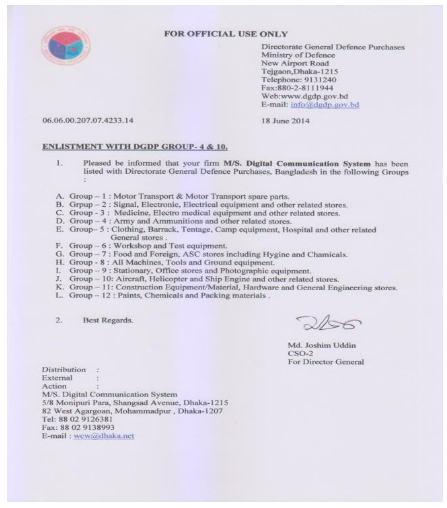 FOR OFFICIAL USE ONLY
Directorate General Defence Purchases
Ministry of Defence
New Airport Road
Tejgaon,Dhaka-1215
Telephone: 9131240
Fax:880-2-8111944
Web:www.dgdp.gov.bd
E-mail: info@dgdp.gov.bd
06.06.00.207.07.4233.14
18 June 2014
ENLISTMENT WITH DGDP GROUP- 4 & 10.
1. Pleased be informed that your firm M/S. Digital Communication System has been
listed with Directorate General Defence Purchases, Bangladesh in the following Groups
:
A. Group – 1 : Motor Transport & Motor Transport spare parts.
B. Group – 2 : Signal, Electronic, Electrical equipment and other related stores.
C. Group - 3 : Medicine, Electro medical equipment and other related stores.
D. Group – 4 : Army and Ammunitions and other related stores.
E. Group– 5 : Clothing, Barrack, Tentage, Camp equipment, Hospital and other related
General stores .
F. Group – 6 : Workshop and Test equipment.
G. Group – 7 : Food and Foreign, ASC stores including Hygine and Chamicals.
H. Group - 8 : All Machines, Tools and Ground equipment.
I. Group – 9 : Stationary, Office stores and Photographic equipment.
J. Group – 10: Aircraft, Helicopter and Ship Engine and other related stores.
K. Group – 11: Construction Equipment/Material, Hardware and General Engineering stores.
L. Group – 12 : Paints, Chemicals and Packing materials .
2. Best Regards.
Md. Joshim Uddin
CSO-2
For Director General
Distribution :
External :
Action :
M/S. Digital Communication System
5/8 Monipuri Para, Shangsad Avenue, Dhaka-1215
82 West Agargoan, Mohammadpur , Dhaka-1207
Tel: 88 02 9126381
Fax: 88 02 9138993
E-mail : wcw@dhaka.net